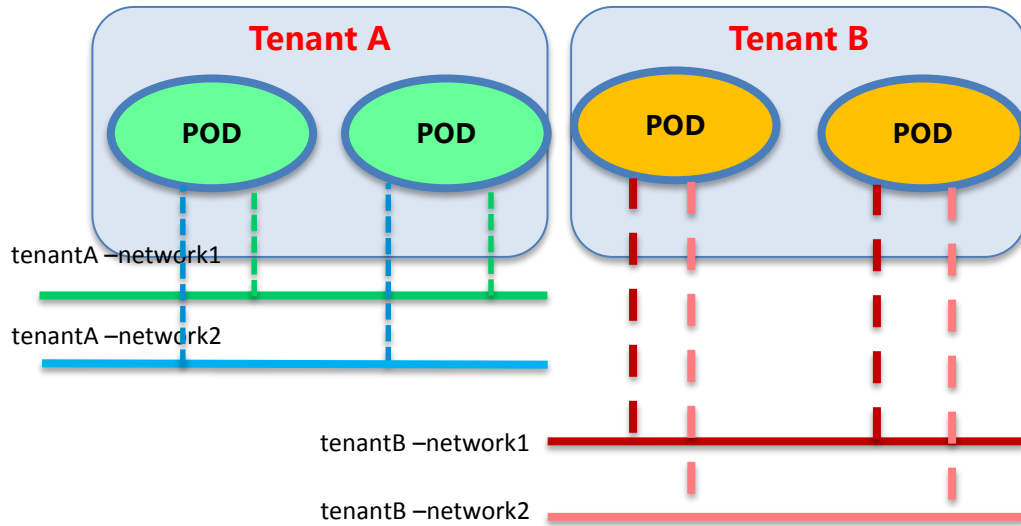 Tenant A
Tenant B
POD
POD
POD
POD
tenantA –network1
tenantA –network2
tenantB –network1
tenantB –network2